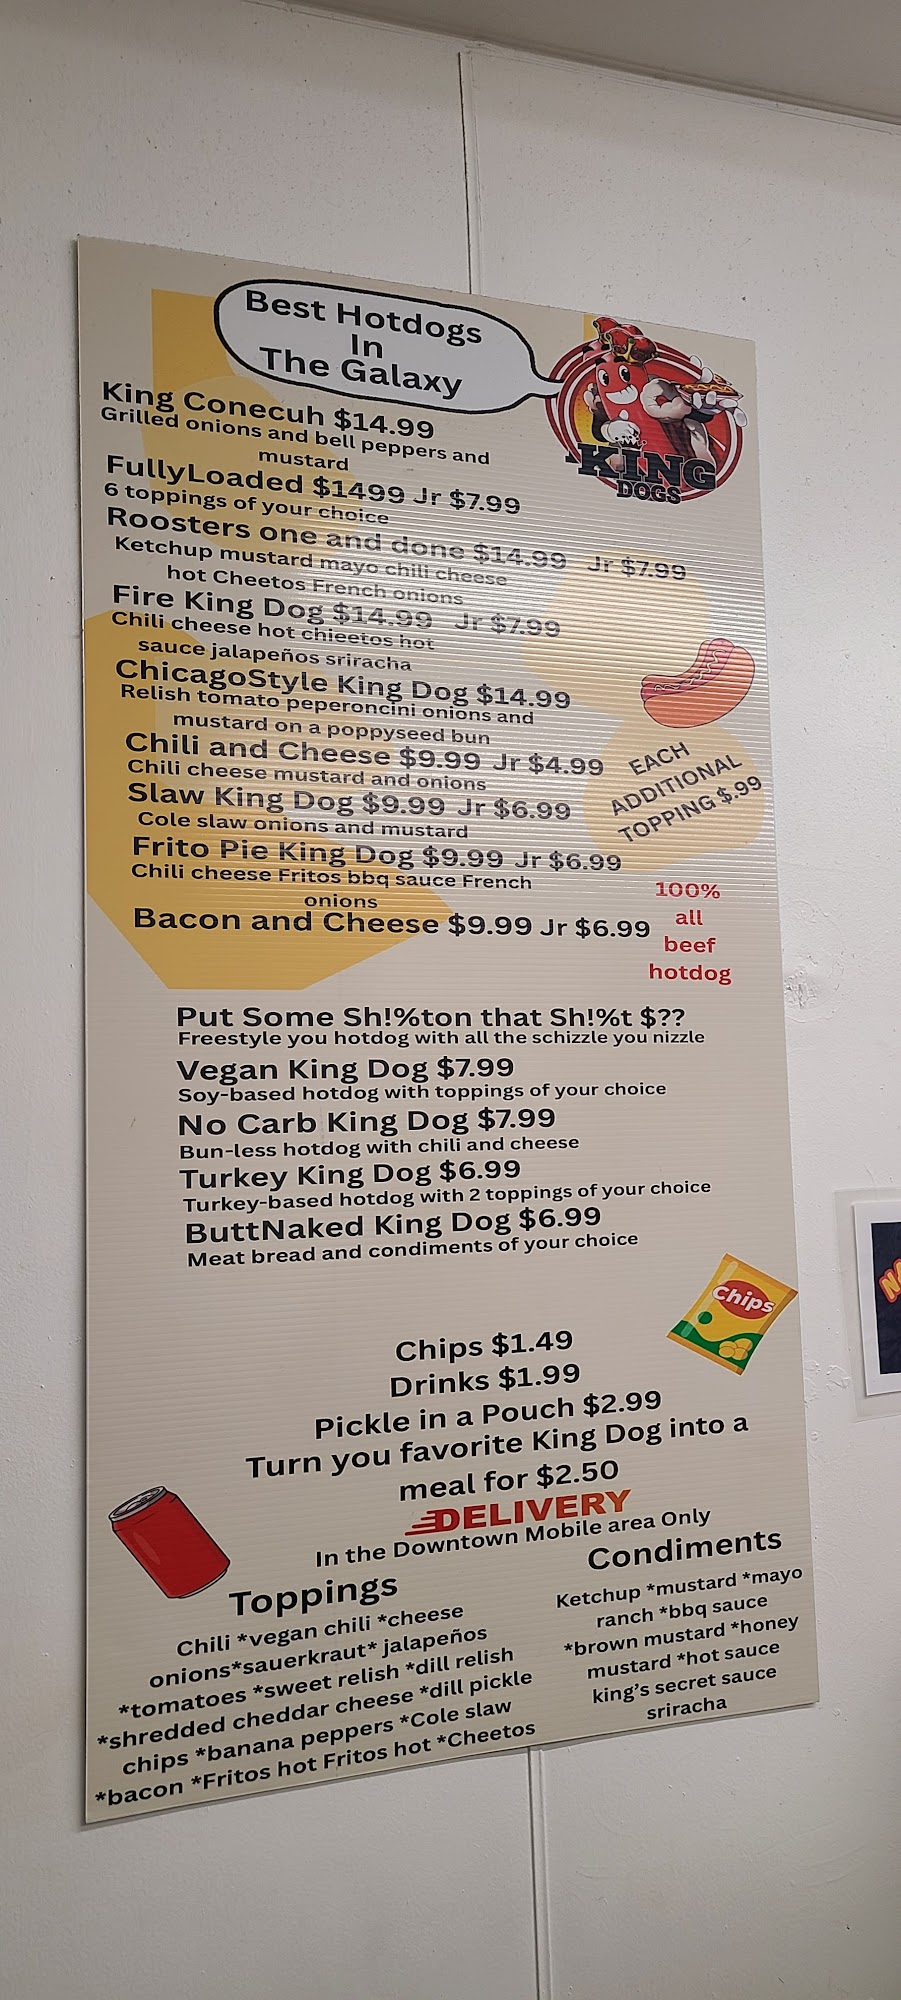 Best Hotdogs
In
The Galaxy
KING
DOGS
King Conecuh $14.99
Grilled onions and bell peppers and
mustard
FullyLoaded $1499 Jr $7.99
6 toppings of your choice
Roosters one and done $14.99 Jr $7.99
Ketchup mustard mayo chili cheese
hot Cheetos French onions
Fire King Dog $14.99 Jr $7.99
Chili cheese hot chieetos hot
sauce jalapeños sriracha
ChicagoStyle King Dog $14.99
Relish tomato peperoncini onions and
mustard on a poppyseed bun
Chili and Cheese $9.99 Jr $4.99
Chili cheese mustard and onions
Slaw King Dog $9.99 Jr $6.99
Cole slaw onions and mustard
Frito Pie King Dog $9.99 Jr $6.99
Chili cheese Fritos bbq sauce French
onions
Bacon and Cheese $9.99 Jr $6.99
EACH
ADDITIONAL
TOPPING $.99
100%
all
beef
hotdog
Put Some Sh!%ton that Sh!%t $??
Freestyle you hotdog with all the schizzle you nizzle
Vegan King Dog $7.99
Soy-based hotdog with toppings of your choice
No Carb King Dog $7.99
Bun-less hotdog with chili and cheese
Turkey King Dog $6.99
Turkey-based hotdog with 2 toppings of your choice
ButtNaked King Dog $6.99
Meat bread and condiments of your choice
Chips
Chips $1.49
Drinks $1.99
Pickle in a Pouch $2.99
Turn you favorite King Dog into a
meal for $2.50
DELIVERY
In the Downtown Mobile area Only
Toppings
Chili *vegan chili *cheese
onions*sauerkraut* jalapeños
*tomatoes *sweet relish *dill relish
*shredded cheddar cheese *dill pickle
chips *banana peppers *Cole slaw
*bacon *Fritos hot Fritos hot *Cheetos
Condiments
Ketchup *mustard *mayo
ranch *bbq sauce
*brown mustard *honey
mustard *hot sauce
king's secret sauce
sriracha